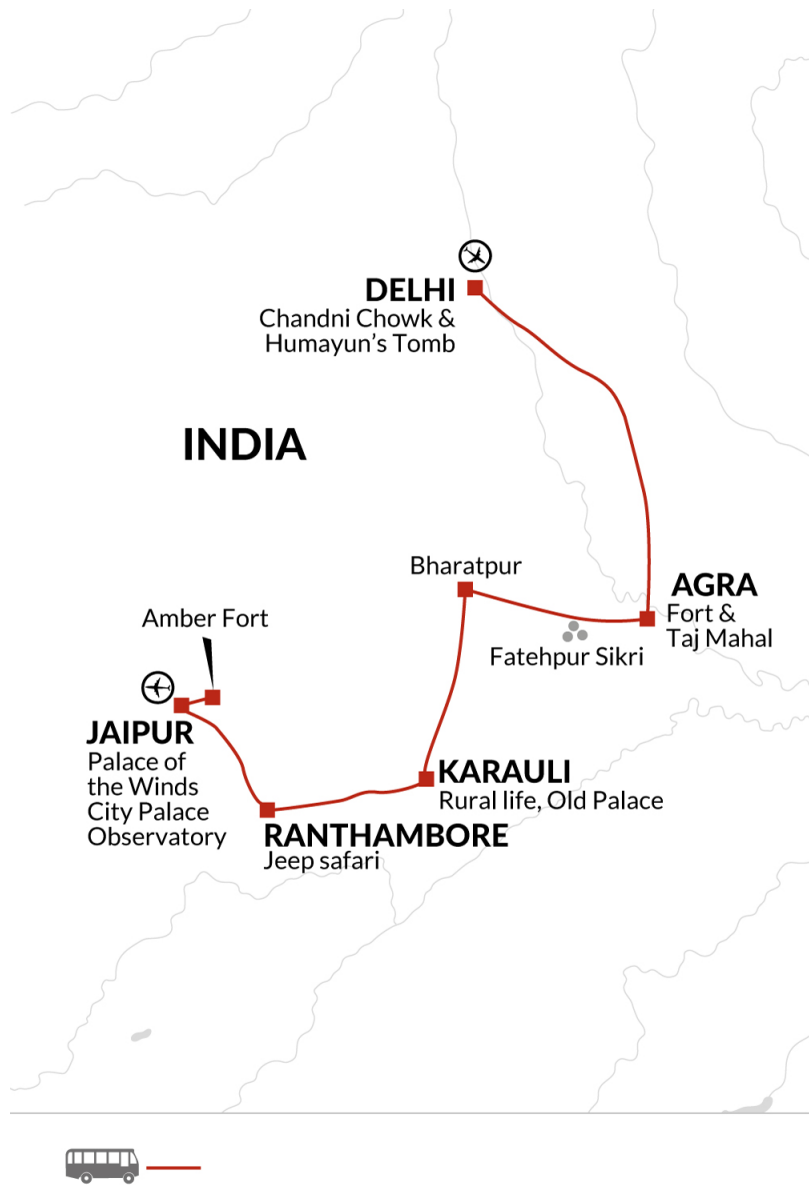 DELHI
Chandni Chowk &
Humayun’s Tomb
INDIA
Bharatpur
AGRA
Fort &
Taj Mahal
Fatehpur Sikri
Amber Fort
JAIPUR
Palace of
the Winds
City Palace
Observatory
KARAULI
Rural life, Old Palace
RANTHAMBORE
Jeep safari